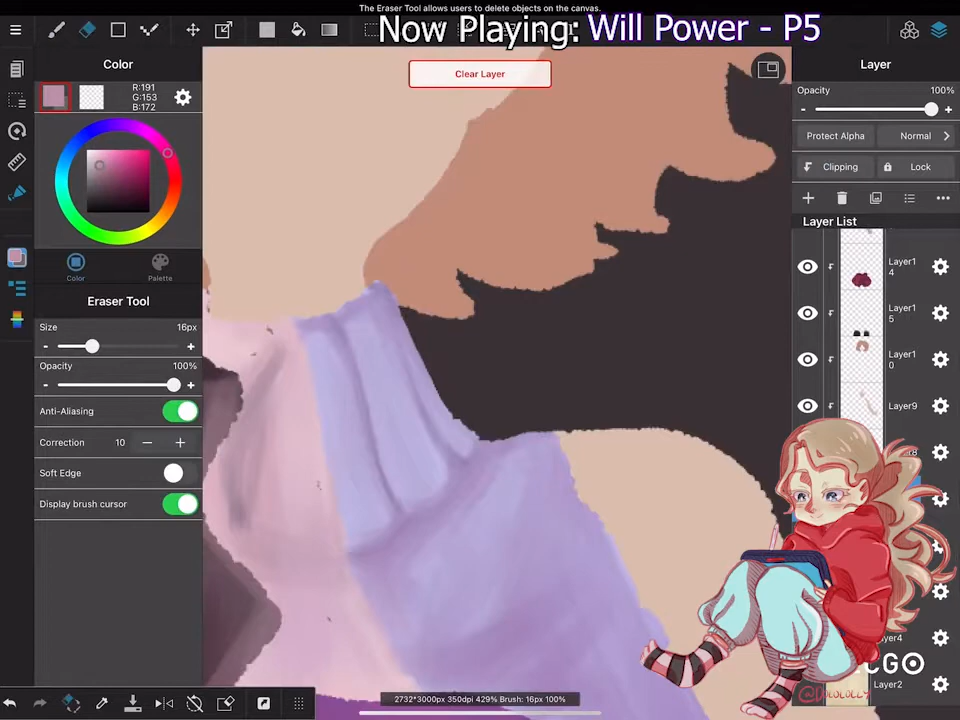 The Eraser Tool allows users to delete objects on the canvas.
Now Playing: Will Power - P5
Color
Clear Layer
Layer
R:191
G:153
B:172
Opacity
100%
Protect Alpha
Normal
Clipping
Lock
Layer List
Color
Palette
Layer1
4
Eraser Tool
Size
16px
Layer1
5
Opacity
100%
Layer1
0
Anti-Aliasing
Layer9
Correction
10
Soft Edge
Display brush cursor
2732*3000px 350dpi 429% Brush: 16px 100%
Layer2